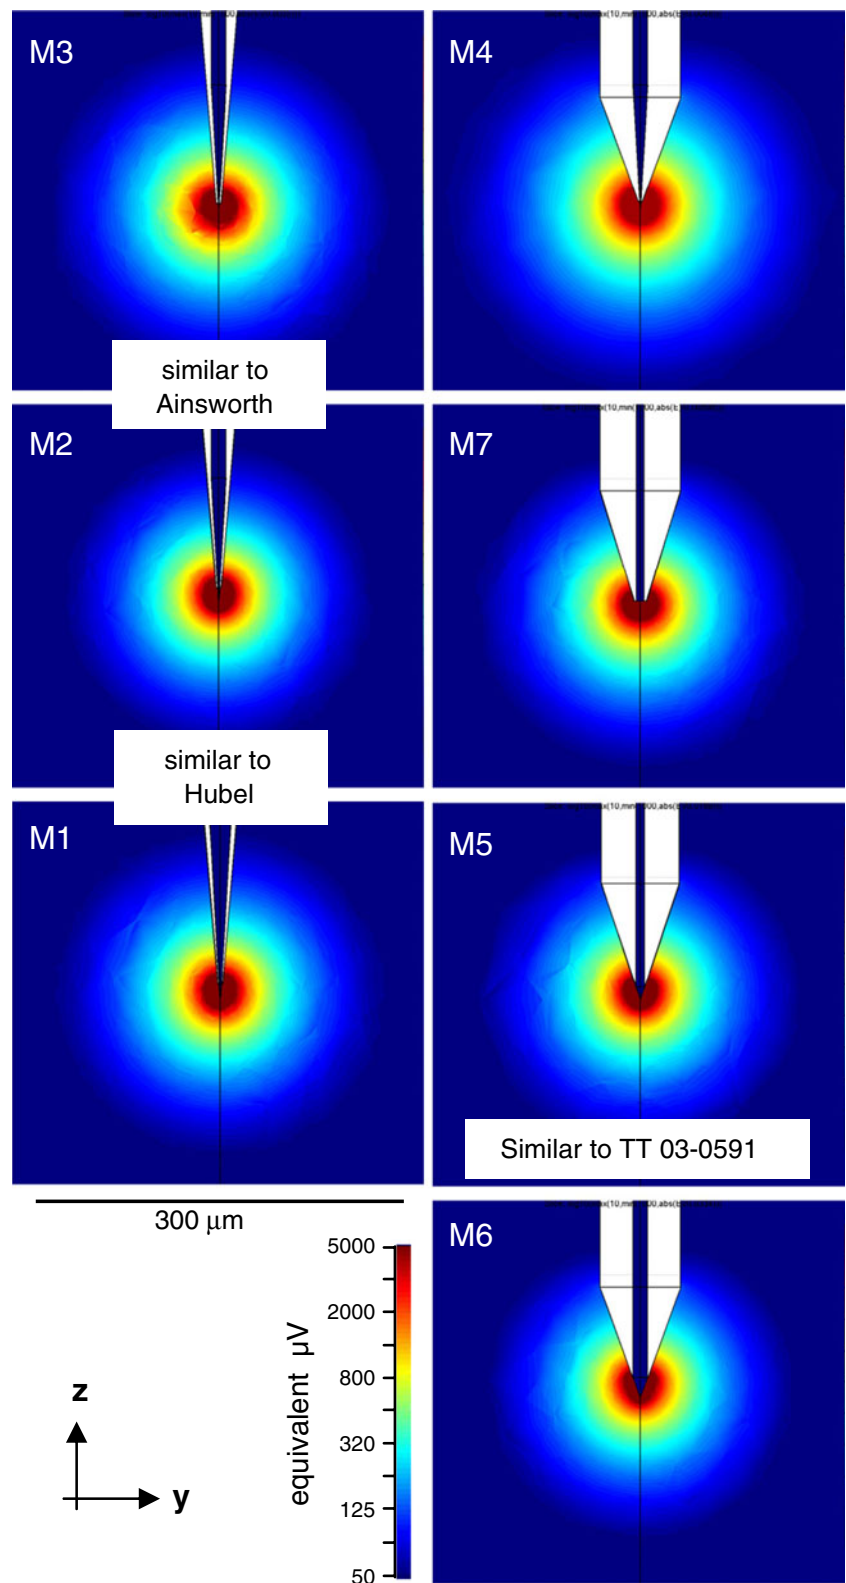 M3
M4
similar to
Ainsworth
M2
M7
similar to
Hubel
M1
M5
Similar to TT 03-0591
300 μm
M6
equivalent μV
5000
2000
800
320
125
50
z
y